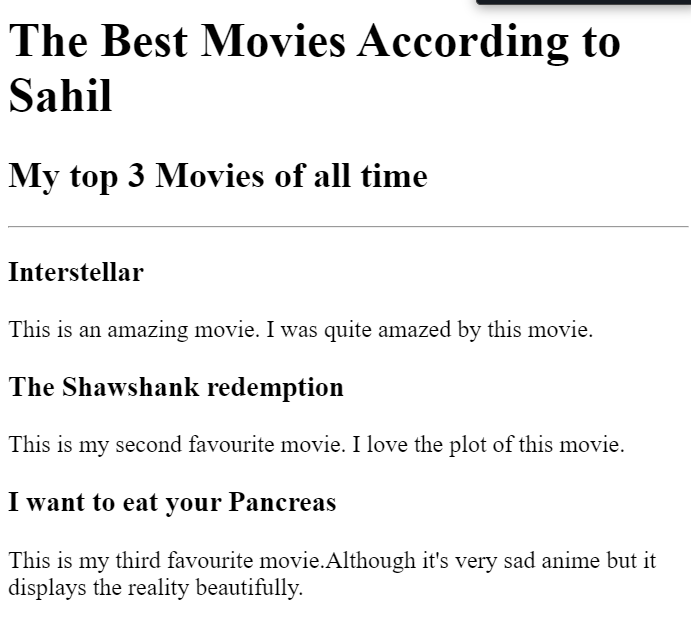 The Best Movies According to
Sahil
My top 3 Movies of all time
Interstellar
This is an amazing movie. I was quite amazed by this movie.
The Shawshank redemption
This is my second favourite movie. I love the plot of this movie.
I want to eat your Pancreas
This is my third favourite movie.Although it's very sad anime but it
displays the reality beautifully.